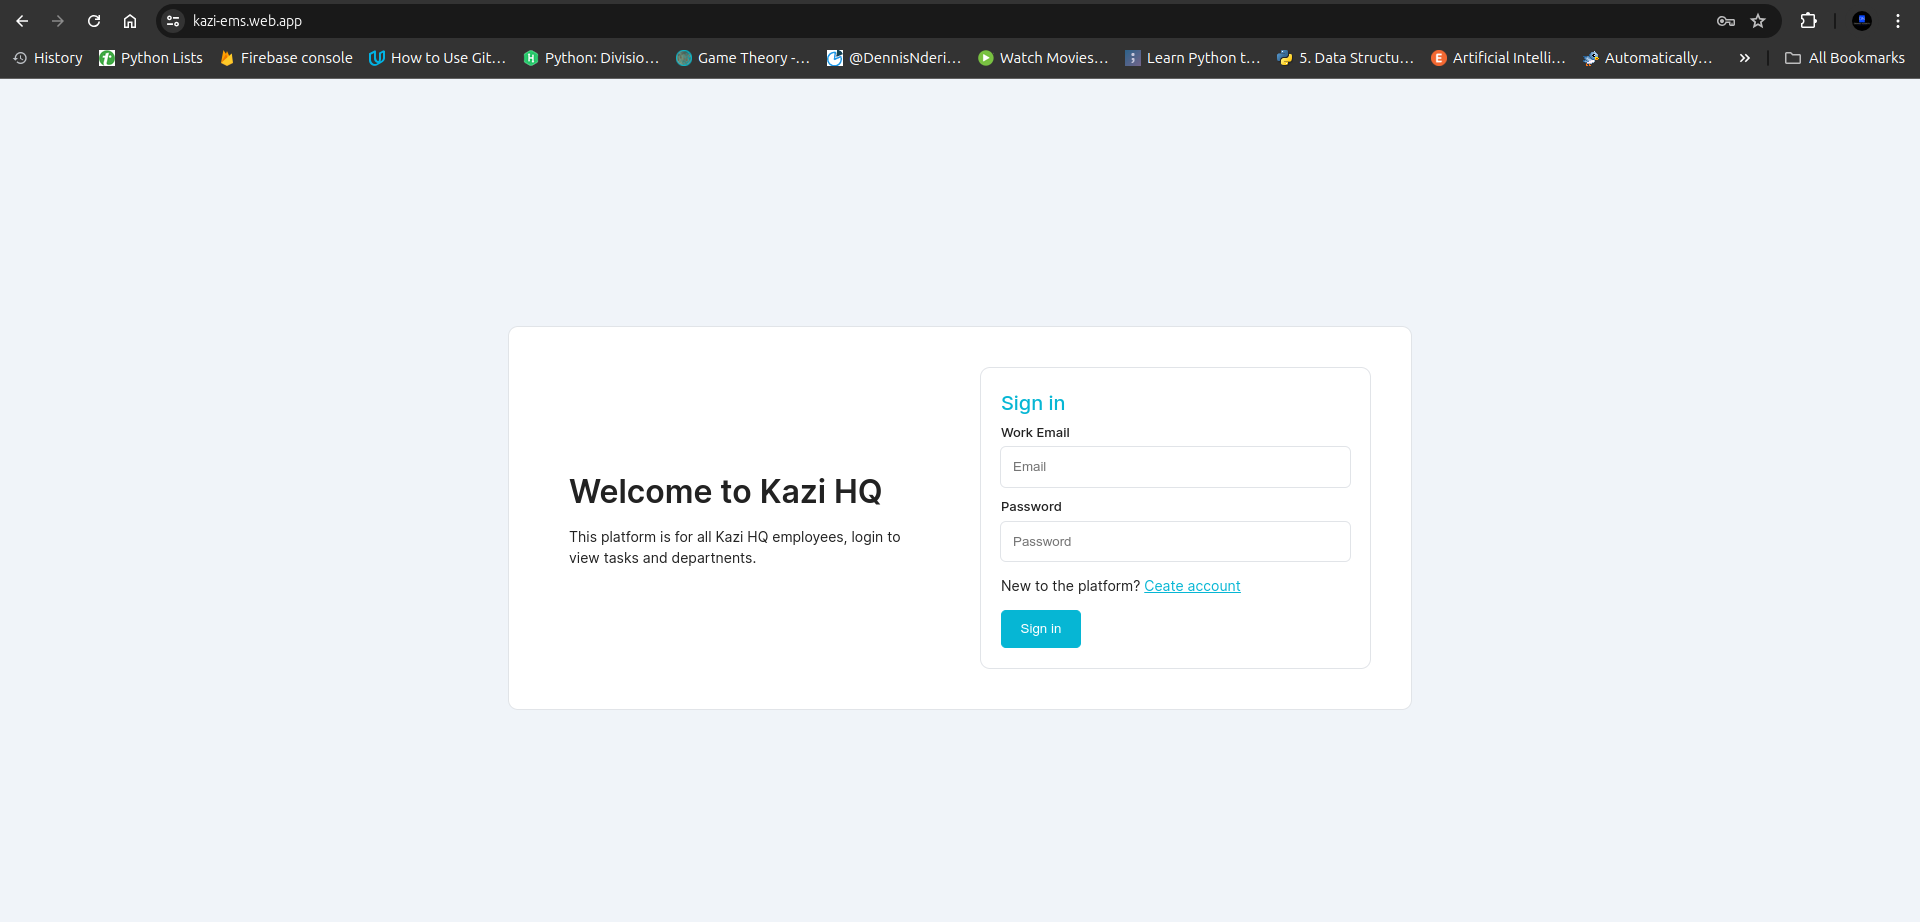 kazi-ems.web.app
History Python Lists Firebase console How to Use Git… Python: Divisio… Game Theory -… @DennisNderi… Watch Movies… Learn Python t… 5. Data Structu… Artificial Intelli… Automatically… All Bookmarks
Welcome to Kazi HQ
This platform is for all Kazi HQ employees, login to
view tasks and departnents.
Sign in
Work Email
Email
Password
Password
New to the platform? Ceate account
Sign in